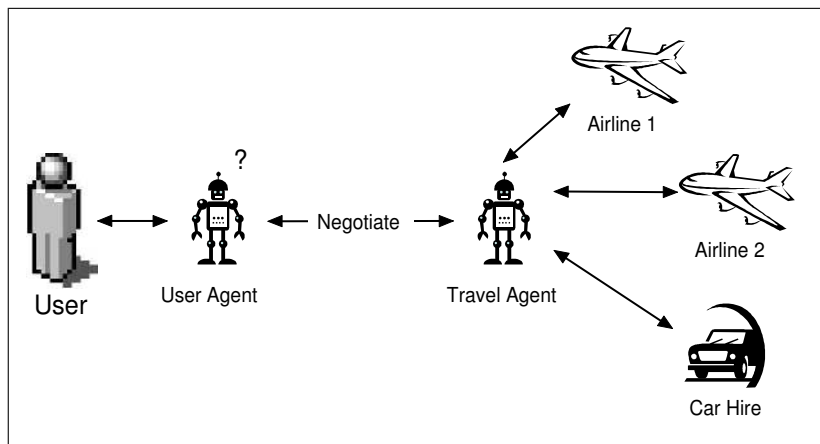 ?
Airline 1
Negotiate
Airline 2
User
User Agent
Travel Agent
Car Hire